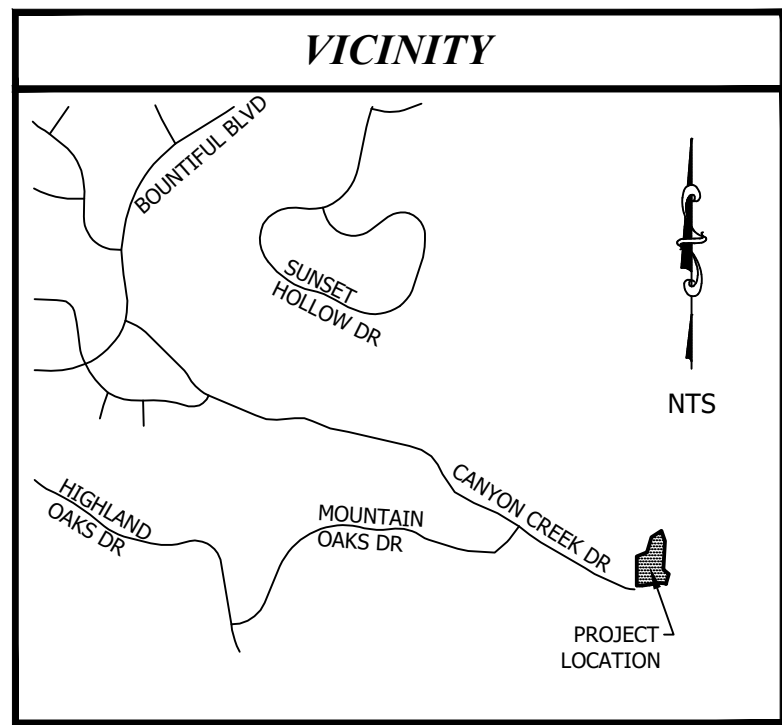 VICINITY
BOUNTIFUL BLVD
SUNSET
HOLLOW DR
NTS
HIGHLAND
OAKS DR
MOUNTAIN
OAKS DR
CANYON CREEK DR
PROJECT
LOCATION